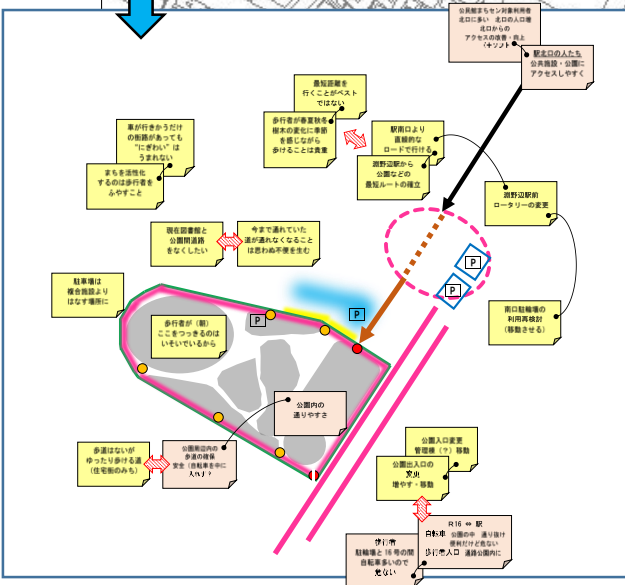 公民館まちセン対象利用者
北口に多い 北口の人口増
北口からの
アクセスの改善・向上
駅北口の人たち
公共施設・公園に
アクセスしやすく
最短距離を
行くことがベスト
ではない
歩行者が春夏秋冬
樹木の変化に季節
を感じながら
歩けることは貴重
駅南口より
直線的な
ロードで行ける
淵野辺駅から
公園などの
最短ルートの確立
車が行きかうだけ
の街路があっても
"にぎわい"は
うまれない
まちを活性化
するのは歩行者を
ふやすこと
淵野辺駅前
ロータリーの変更
現在図書館と
公園間道路
をなくしたい
今まで通れていた
道が通れなくなること
は思わぬ不便を生む
P
P
駐車場は
複合施設より
はなす場所に
P
P
南口駐輪場の
利用再検討
（移動させる）
歩行者が（朝）
ここをつっきるのは
いそいでいるから
公園内の
通りやすさ
歩道はないが
ゆったり歩ける道
（住宅街のみち）
公園周辺内の
歩道の確保
安全（自転車を中に
公園入口変更
管理棟（？）移動
公園出入口の
変更
増やす・移動
R16 ⇔ 駅
自転車 公園の中 通り抜け
便利だけど危ない
歩行者人口 道路公園内に
歩行者
駐輪場と16号の間
自転車多いので
危ない